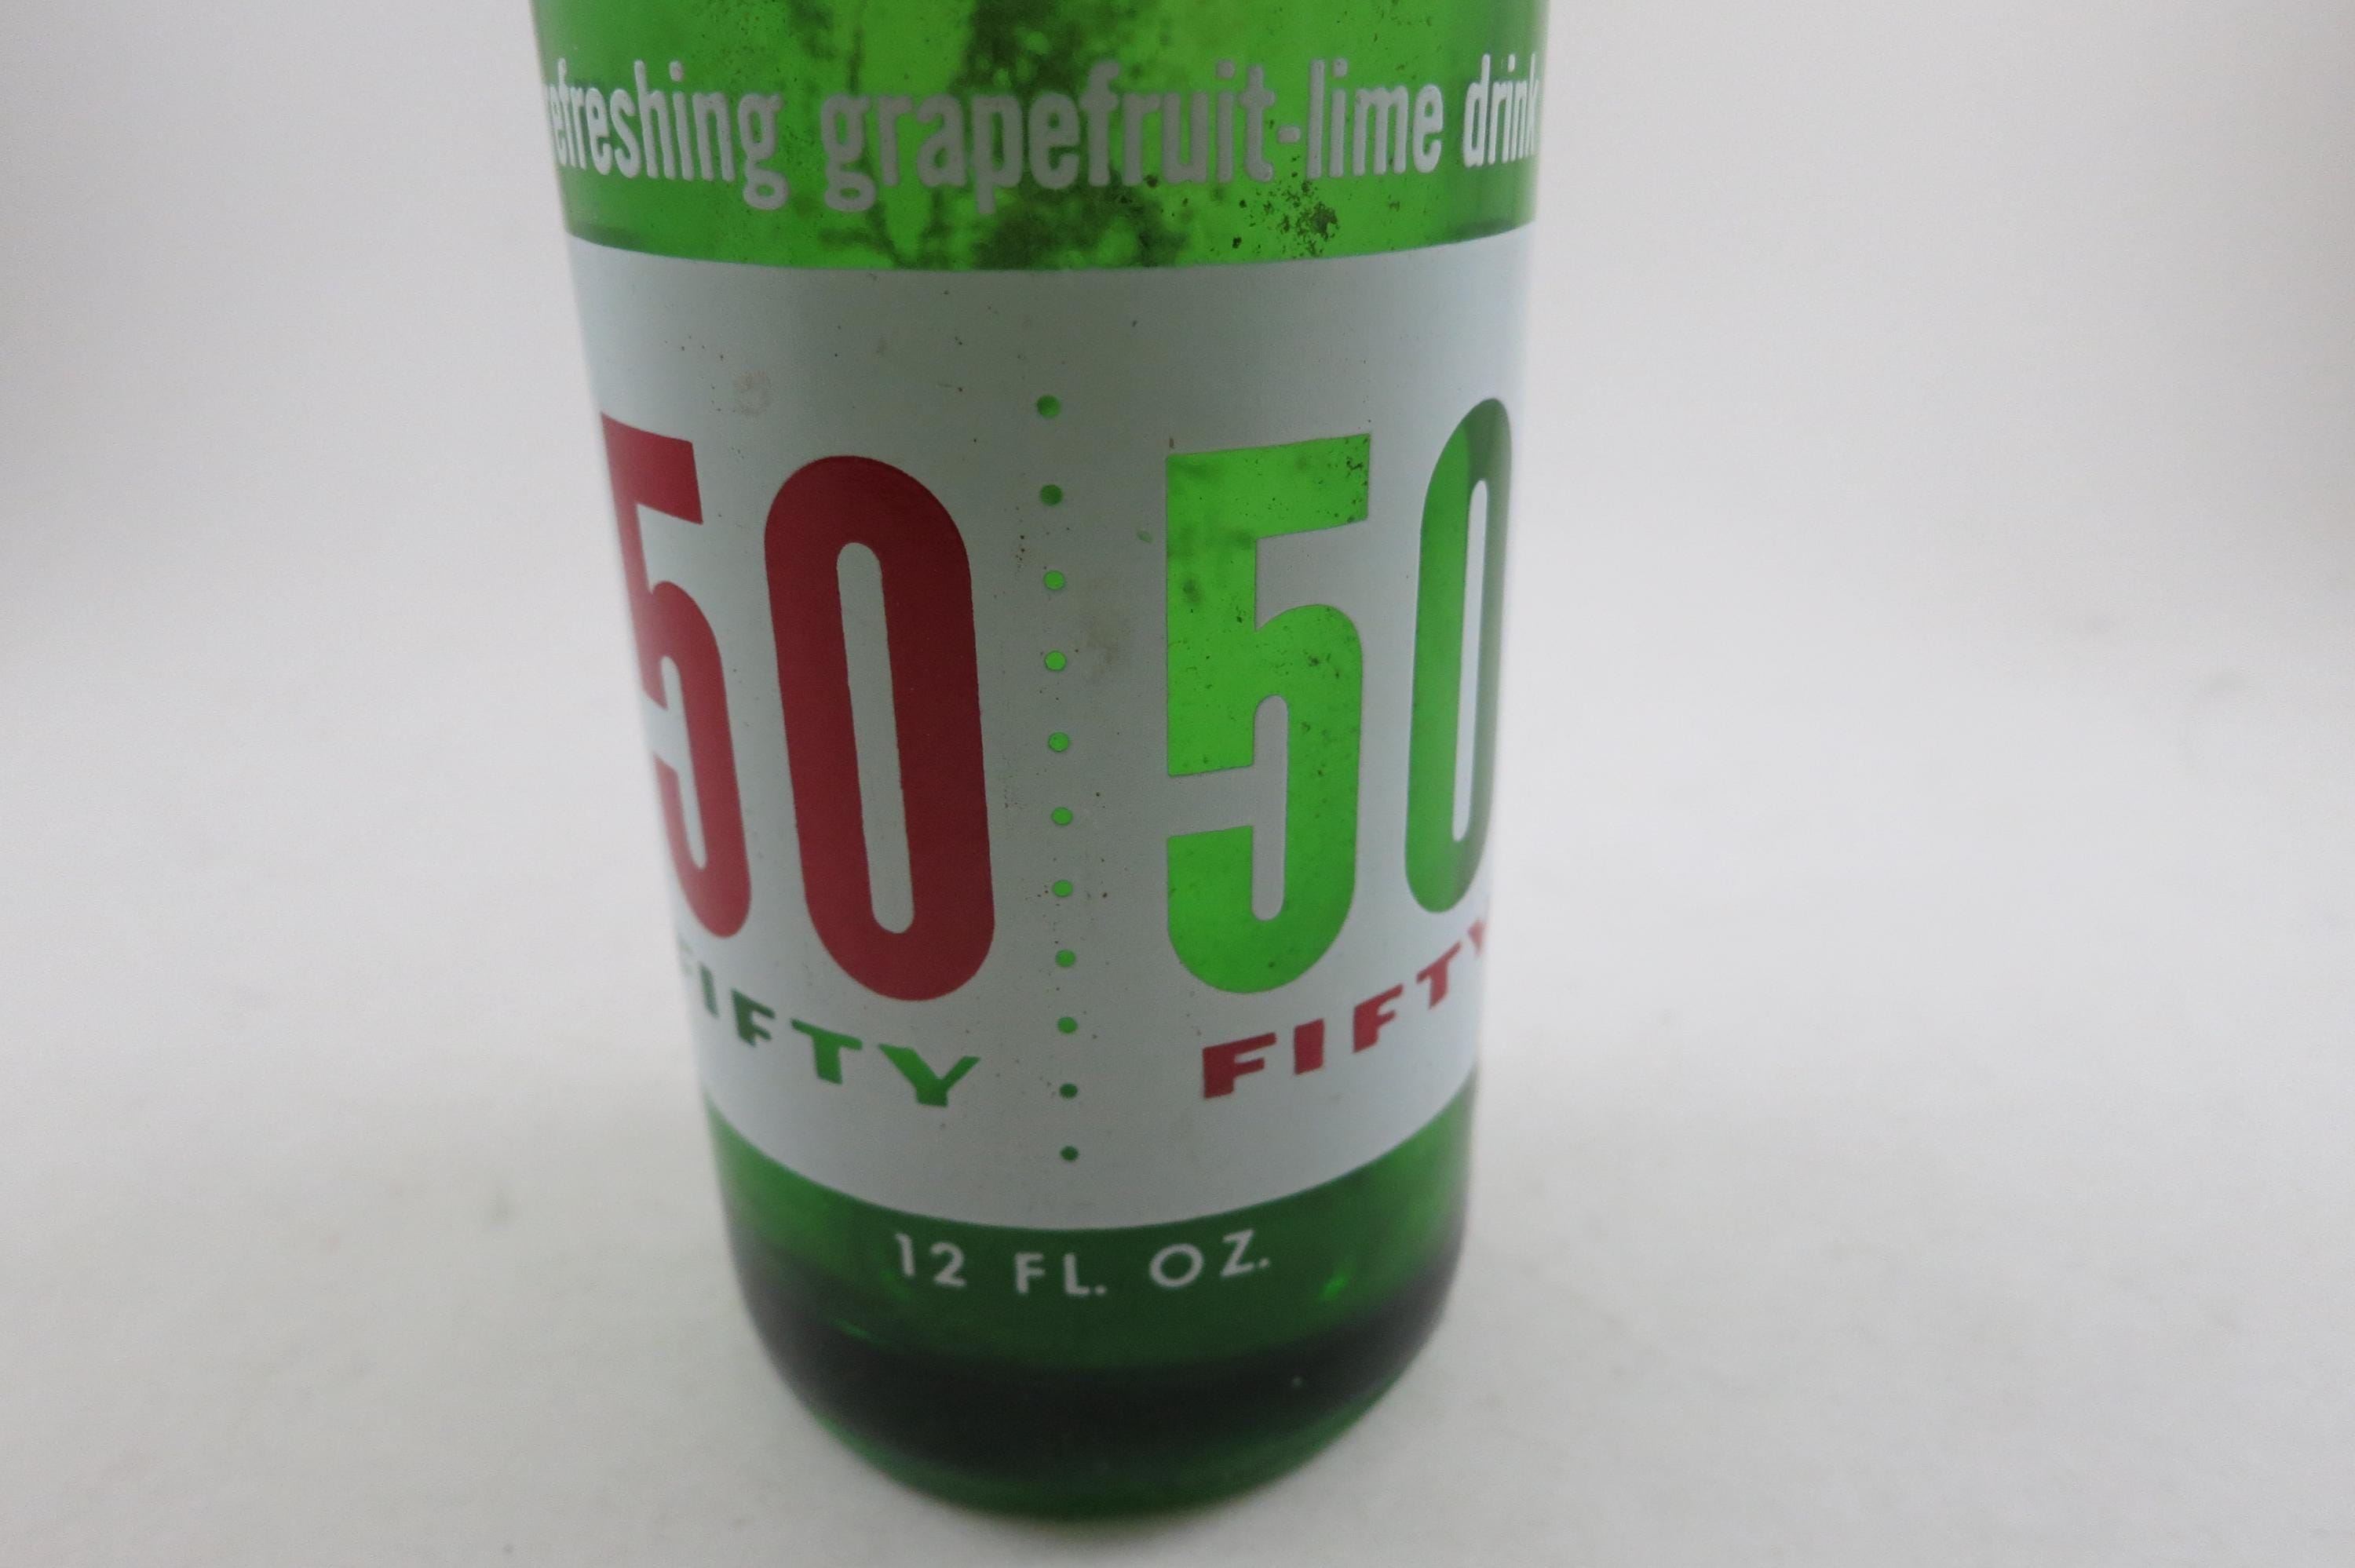 refreshing grapefruit-lime drink
50 50
FIFTY FIFTY
12 FL. OZ.